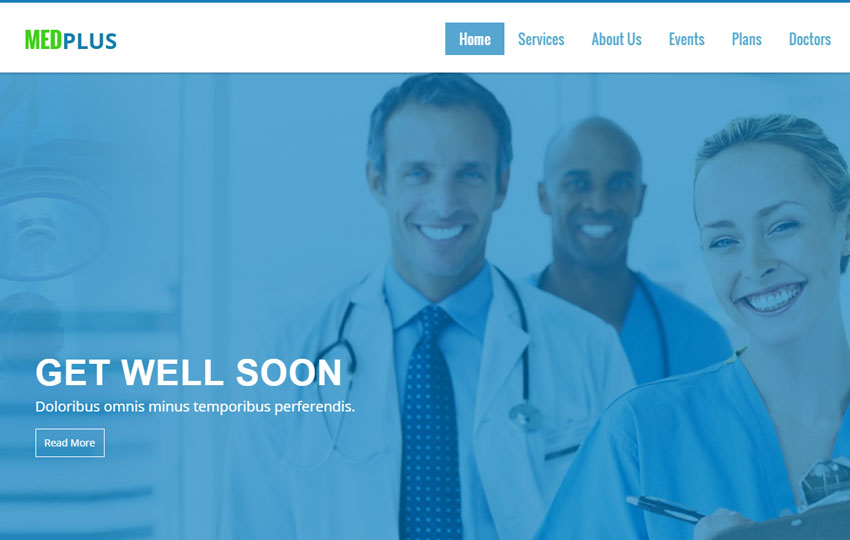 MEDPLUS
Home Services About Us Events Plans Doctors
GET WELL SOON
Doloribus omnis minus temporibus perferendis.
Read More